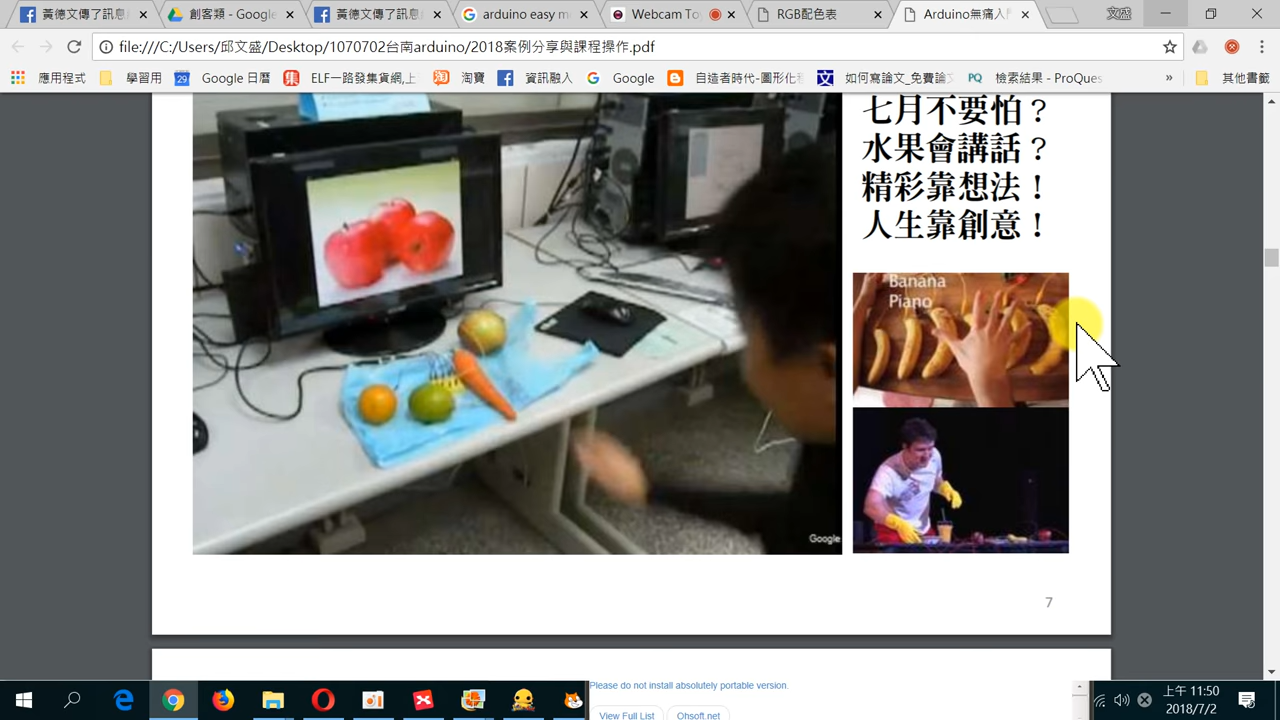 黃德文傳了訊息
創客類 - Google
黃德文傳了訊息
arduino easy m
Webcam To
RGB配色表
Arduino無痛入
文盛
file:///C:/Users/邱文盛/Desktop/1070702台南arduino/2018案例分享與課程操作.pdf
應用程式
學習用
29
Google 日曆
集
ELF一路發集貨網,上
淘
淘寶
資訊融入
Google
自造者時代-圖形化
文
如何寫論文_免費論
PQ
檢索結果 - ProQues
»
其他書籤
七月不要怕？
水果會講話？
精彩靠想法！
人生靠創意！
Banana
Piano
Google
7
Please do not install absolutely portable version.
View Full List
Ohsoft.net
上午 11:50
2018/7/2